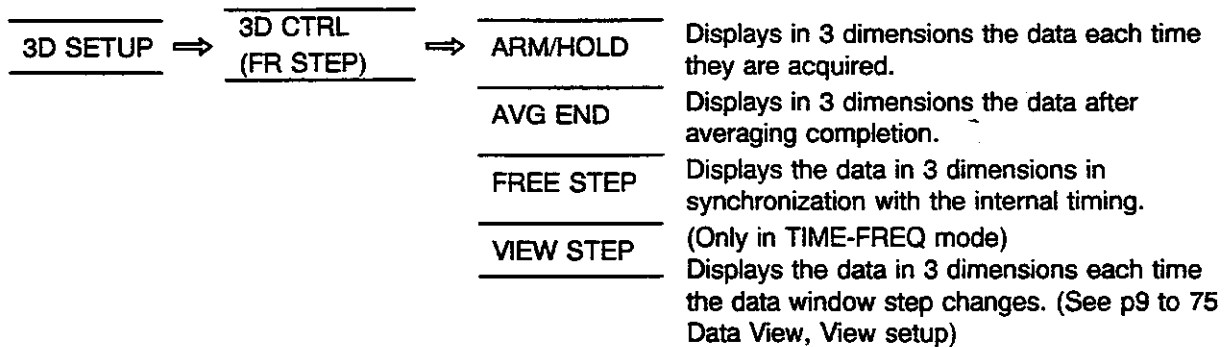 3D SETUP ⇒ 3D CTRL (FR STEP) ⇒ ARM/HOLD
Displays in 3 dimensions the data each time
they are acquired.
AVG END
Displays in 3 dimensions the data after
averaging completion.
FREE STEP
Displays the data in 3 dimensions in
synchronization with the internal timing.
VIEW STEP
(Only in TIME-FREQ mode)
Displays the data in 3 dimensions each time
the data window step changes. (See p9 to 75
Data View, View setup)